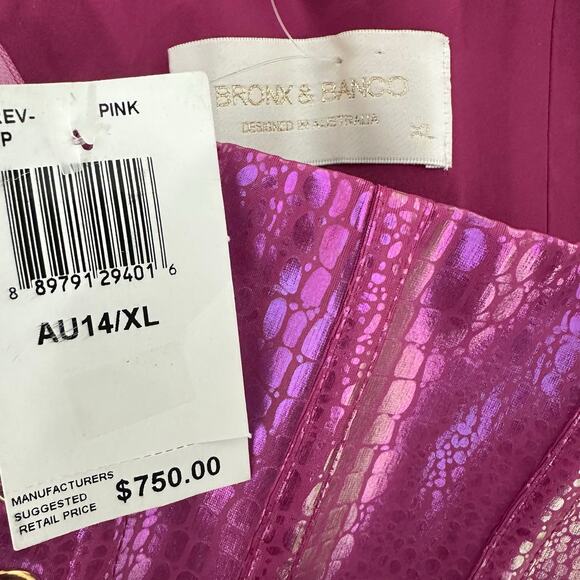 REV-
PINK
P
8 89791 29401 6
AU14/XL
MANUFACTURERS
SUGGESTED
RETAIL PRICE
$750.00
BRONX & BANCO
DESIGNED IN AUSTRALIA
XL